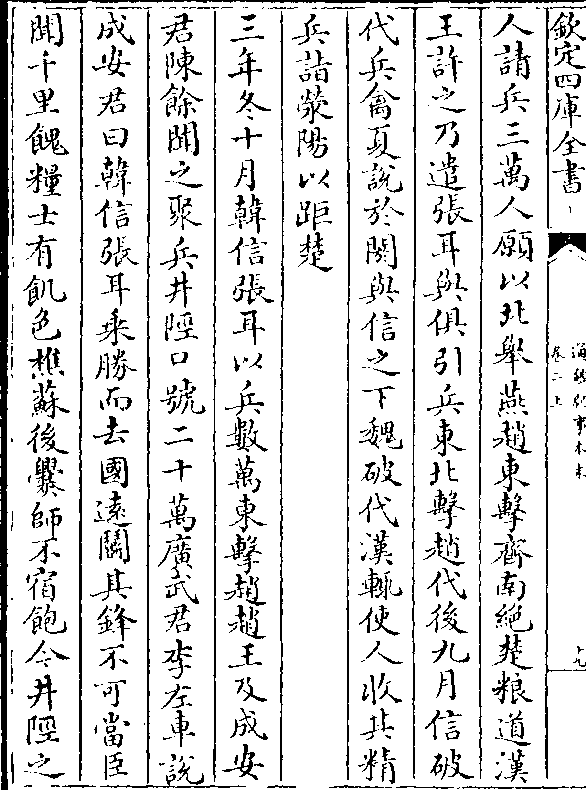 欽定四庫全書
通鑑紀事本末
卷二上
十九
人請兵三萬人願以北舉燕趙東擊齊南絶楚粮道漢
王許之乃遣張耳與俱引兵東北擊趙代後九月信破
代兵禽夏說於閼與信之下魏破代漢輒使人收其精
兵詣滎陽以距楚
三年冬十月韓信張耳以兵數萬東擊趙趙王及成安
君陳餘聞之聚兵井陘口號二十萬廣武君李左車說
成安君曰韓信張耳乘勝而去國遠鬭其鋒不可當臣
聞千里餽糧士有飢色樵蘇後爨師不宿飽今井陘之